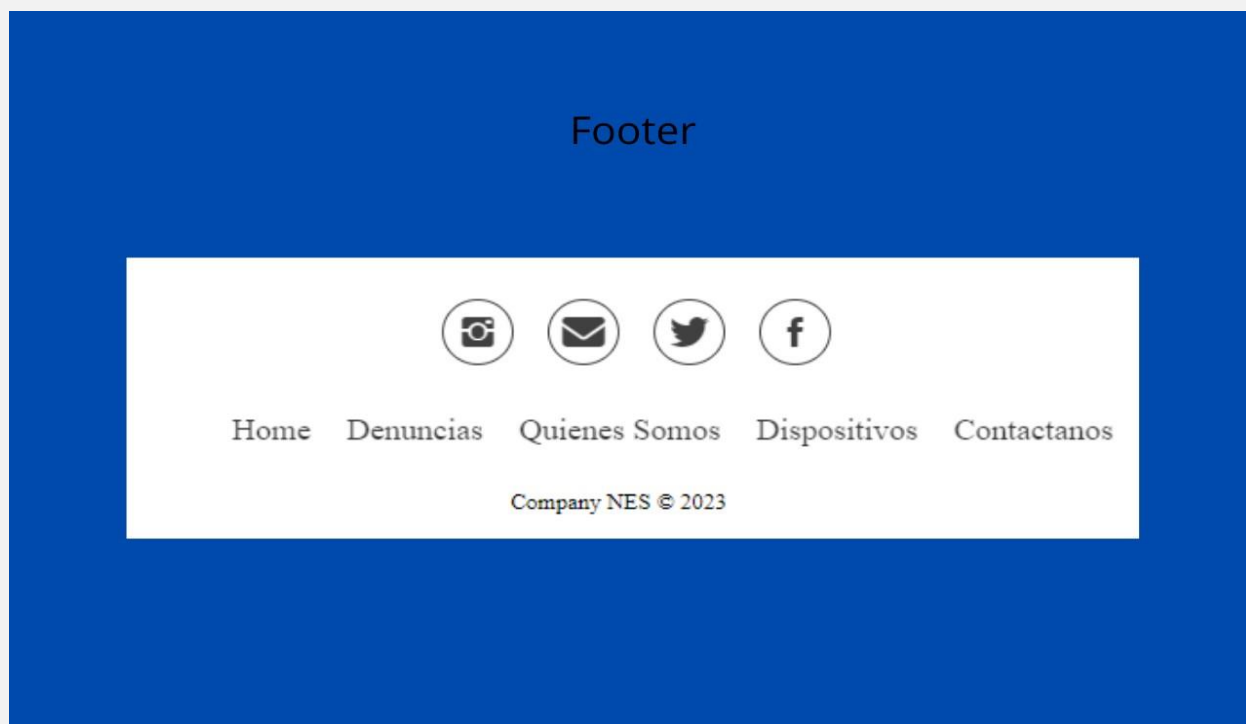 Footer
Home Denuncias Quienes Somos Dispositivos Contactanos
Company NES © 2023